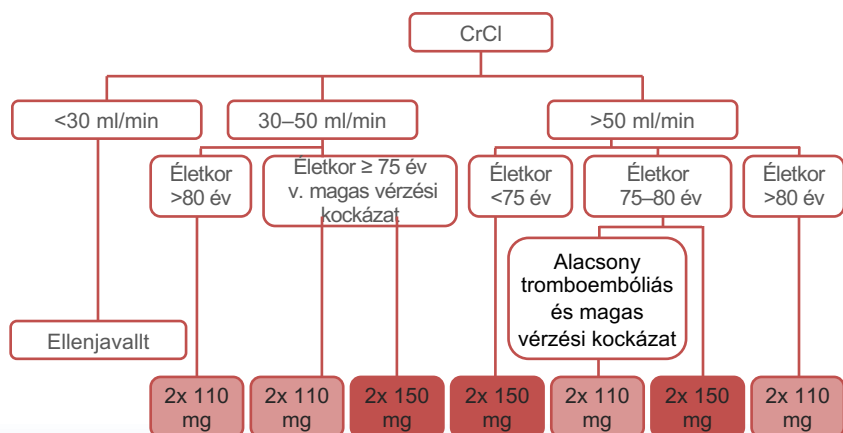 CrCl
<30 ml/min
30–50 ml/min
>50 ml/min
Életkor
>80 év
Életkor ≥ 75 év
v. magas vérzési
kockázat
Életkor
<75 év
Életkor
75–80 év
Életkor
>80 év
Alacsony
tromboembóliás
és magas
vérzési kockázat
Ellenjavallt
2x 110
mg
2x 110
mg
2x 150
mg
2x 150
mg
2x 110
mg
2x 150
mg
2x 110
mg